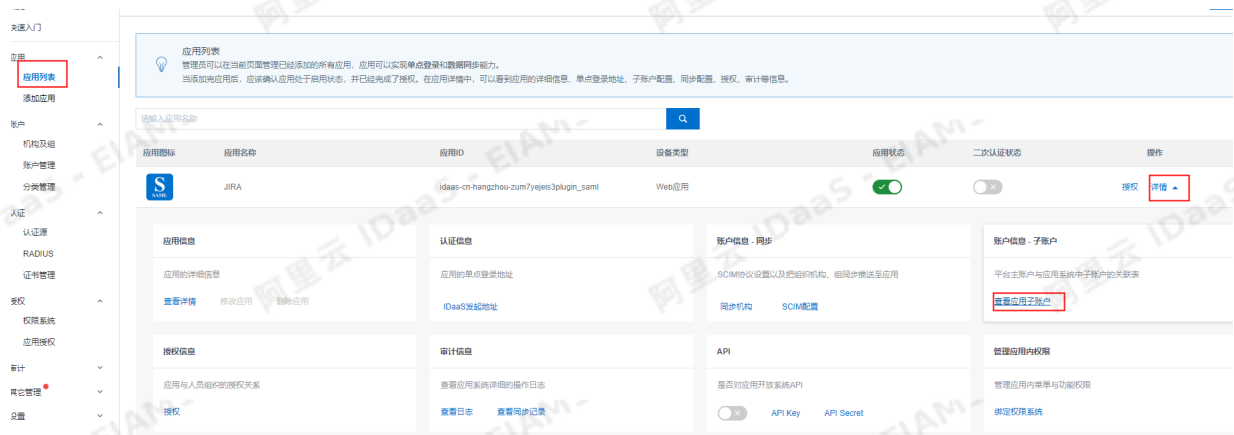 快速入门
应用
应用列表
添加应用
账户
机构及组
账户管理
分类管理
认证
认证源
RADIUS
证书管理
授权
权限系统
应用授权
审计
其它管理
设置
应用列表
管理员可以在当前页面管理已经添加的所有应用，应用可以实现单点登录和数据同步能力。
当添加完应用后，应该确认应用处于启用状态，并已经完成了授权。在应用详情中，可以看到应用的详细信息、单点登录地址、子账户配置、同步配置、授权、审计等信息。
请输入应用名称
应用图标 应用名称 应用ID 设备类型 应用状态 二次认证状态 操作
S SAML JIRA idaas-cn-hangzhou-zum7yejeis3plugin_saml Web应用 授权 详情
应用信息 认证信息 账户信息 - 同步 账户信息 - 子账户
应用的详细信息 应用的单点登录地址 SCIM协议设置以及把组织机构、组同步推送至应用 平台主账户与应用系统中子账户的关联表
查看详情 修改应用 删除应用 IDaaS发起地址 同步机构 SCIM配置 查看应用子账户
授权信息 审计信息 API 管理应用内权限
应用与人员组织的授权关系 查看应用系统详细的操作日志 是否对应用开放系统API 管理应用内菜单与功能权限
授权 查看日志 查看同步记录 API Key API Secret 绑定权限系统
阿里云 IDaaS - EIAM-